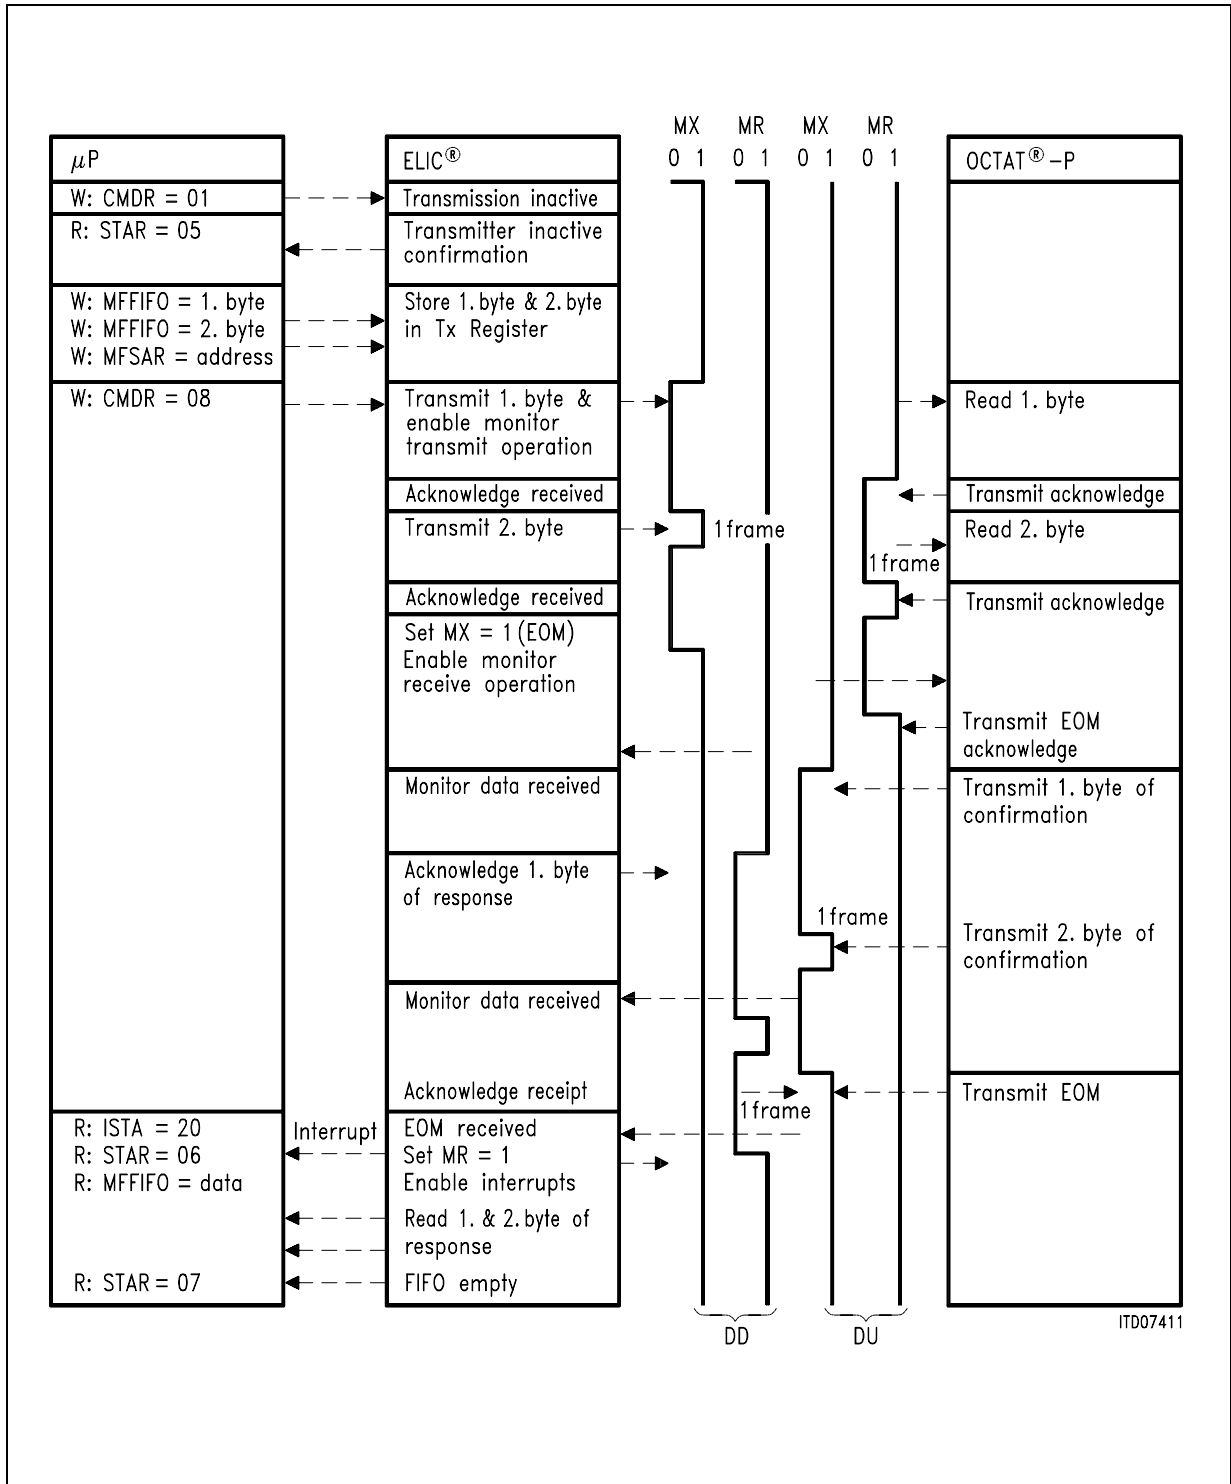 MX MR MX MR
0 1 0 1 0 1 0 1
μP
W: CMDR = 01
R: STAR = 05
W: MFFIFO = 1. byte
W: MFFIFO = 2. byte
W: MFSAR = address
W: CMDR = 08
R: ISTA = 20
R: STAR = 06
R: MFFIFO = data
R: STAR = 07
Interrupt
ELIC®
Transmission inactive
Transmitter inactive
confirmation
Store 1. byte & 2. byte
in Tx Register
Transmit 1. byte &
enable monitor
transmit operation
Acknowledge received
Transmit 2. byte
Acknowledge received
Set MX = 1 (EOM)
Enable monitor
receive operation
Monitor data received
Acknowledge 1. byte
of response
Monitor data received
Acknowledge receipt
EOM received
Set MR = 1
Enable interrupts
Read 1. & 2. byte of
response
FIFO empty
1 frame
1 frame
1 frame
1 frame
DD
DU
OCTAT®-P
Read 1. byte
Transmit acknowledge
Read 2. byte
Transmit acknowledge
Transmit EOM
acknowledge
Transmit 1. byte of
confirmation
Transmit 2. byte of
confirmation
Transmit EOM
ITD07411